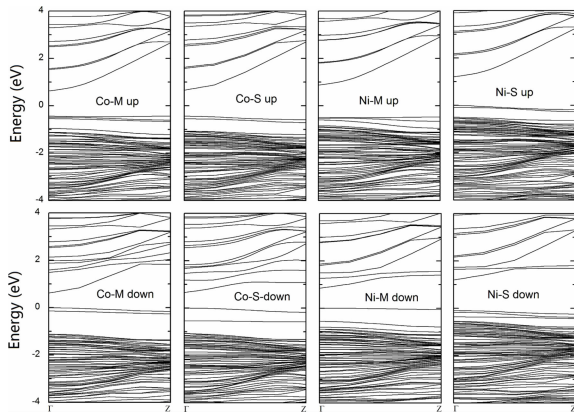 4
2
0
-2
-4
Energy (eV)
Co-M up
Co-S up
Ni-M up
Ni-S up
4
2
0
-2
-4
Energy (eV)
Co-M down
Co-S-down
Ni-M down
Ni-S down
Γ Z Γ Z Γ Z Γ Z